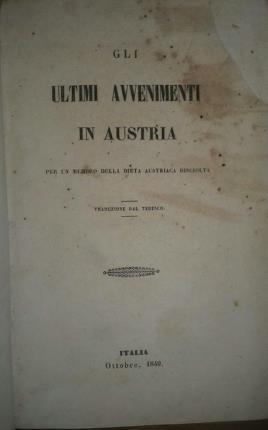 GLI
ULTIMI AVVENIMENTI
IN AUSTRIA
PER UN MEMBRO DELLA DIETA AUSTRIACA DISCIOLTA
TRADUZIONE DAL TEDESCO.
ITALIA
Ottobre, 1849.